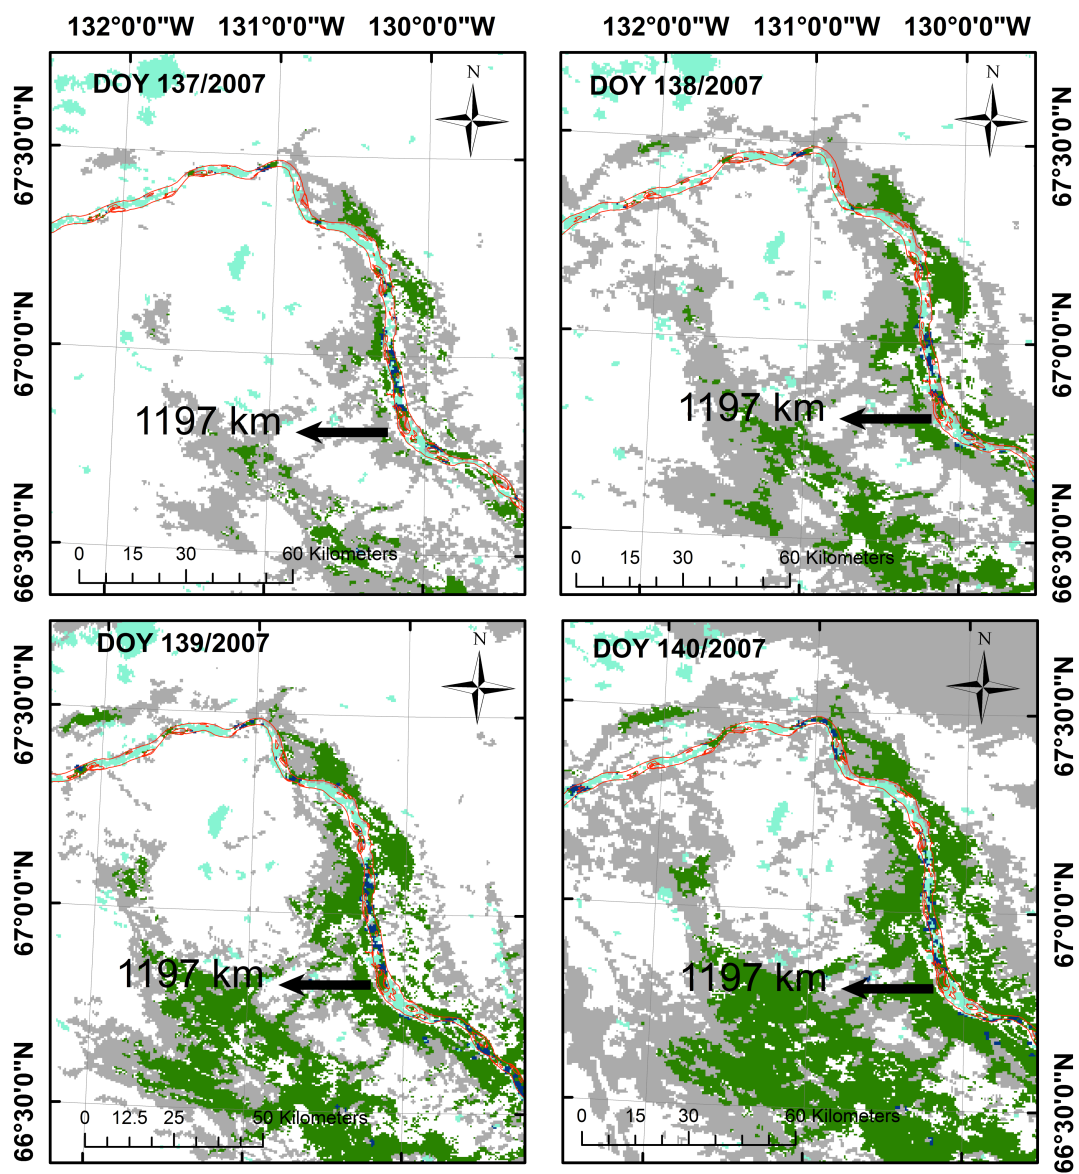 132°0'0"W 131°0'0"W 130°0'0"W
132°0'0"W 131°0'0"W 130°0'0"W
DOY 137/2007
N
67°30'0"N
67°0'0"N
66°30'0"N
1197 km
0 15 30 60 Kilometers
DOY 138/2007
N
67°30'0"N
67°0'0"N
66°30'0"N
1197 km
0 15 30 60 Kilometers
DOY 139/2007
N
67°30'0"N
67°0'0"N
66°30'0"N
1197 km
0 12.5 25 50 Kilometers
DOY 140/2007
N
67°30'0"N
67°0'0"N
66°30'0"N
1197 km
0 15 30 60 Kilometers